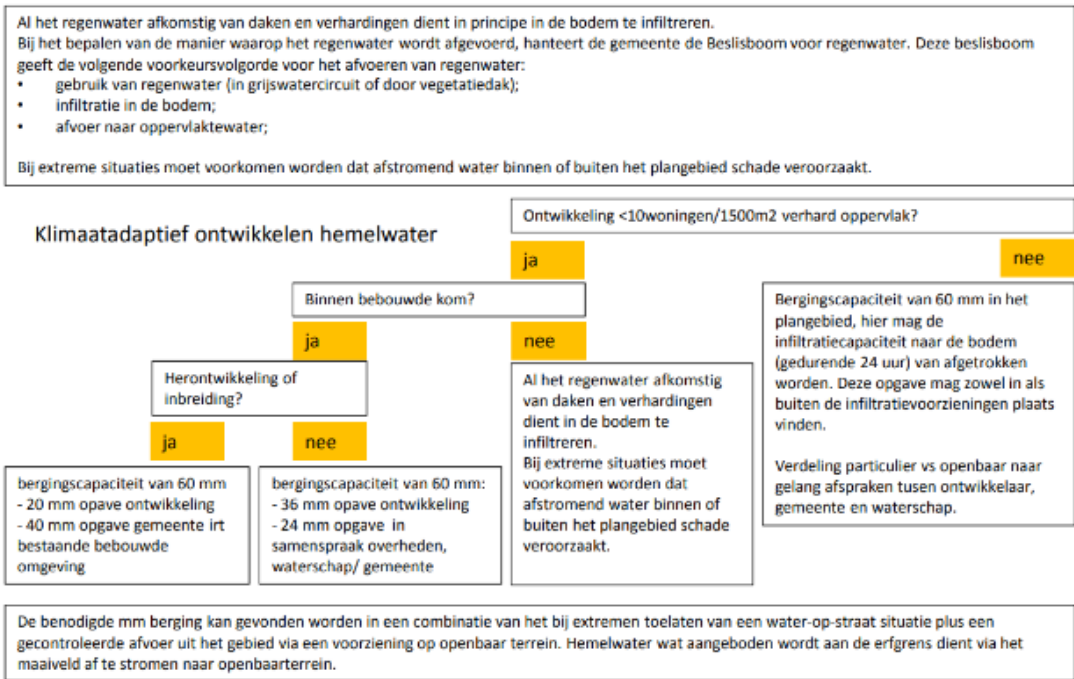 Al het regenwater afkomstig van daken en verhardingen dient in principe in de bodem te infiltreren.
Bij het bepalen van de manier waarop het regenwater wordt afgevoerd, hanteert de gemeente de Beslisboom voor regenwater. Deze beslisboom
geeft de volgende voorkeursvolgorde voor het afvoeren van regenwater:
• gebruik van regenwater (in grijswatercircuit of door vegetatiedak);
• infiltratie in de bodem;
• afvoer naar oppervlaktewater;
Bij extreme situaties moet voorkomen worden dat afstromend water binnen of buiten het plangebied schade veroorzaakt.
Klimaatadaptief ontwikkelen hemelwater
Ontwikkeling <10woningen/1500m2 verhard oppervlak?
ja
nee
Binnen bebouwde kom?
ja
nee
Herontwikkeling of
inbreiding?
ja
nee
bergingscapaciteit van 60 mm
- 20 mm opave ontwikkeling
- 40 mm opgave gemeente irt
bestaande bebouwde
omgeving
bergingscapaciteit van 60 mm:
- 36 mm opave ontwikkeling
- 24 mm opgave in
samenspraak overheden,
waterschap/ gemeente
Al het regenwater afkomstig
van daken en verhardingen
dient in de bodem te
infiltreren.
Bij extreme situaties moet
voorkomen worden dat
afstromend water binnen of
buiten het plangebied schade
veroorzaakt.
Bergingscapaciteit van 60 mm in het
plangebied, hier mag de
infiltratiecapaciteit naar de bodem
(gedurende 24 uur) van afgetrokken
worden. Deze opgave mag zowel in als
buiten de infiltratievoorzieningen plaats
vinden.
Verdeling particulier vs openbaar naar
gelang afspraken tusen ontwikkelaar,
gemeente en waterschap.
De benodigde mm berging kan gevonden worden in een combinatie van het bij extremen toelaten van een water-op-straat situatie plus een
gecontroleerde afvoer uit het gebied via een voorziening op openbaar terrein. Hemelwater wat aangeboden wordt aan de erfgrens dient via het
maaiveld af te stromen naar openbaarterrein.